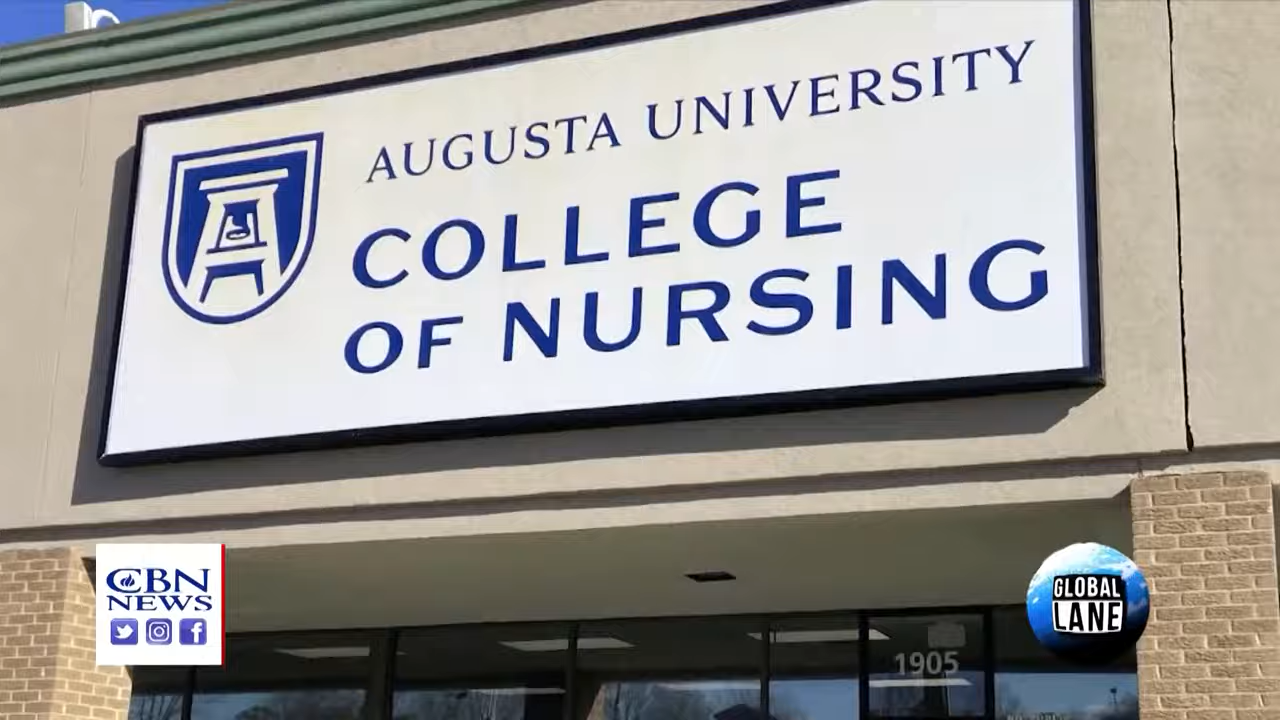 AUGUSTA UNIVERSITY
COLLEGE
OF NURSING
CBN
NEWS
GLOBAL
LANE
1905